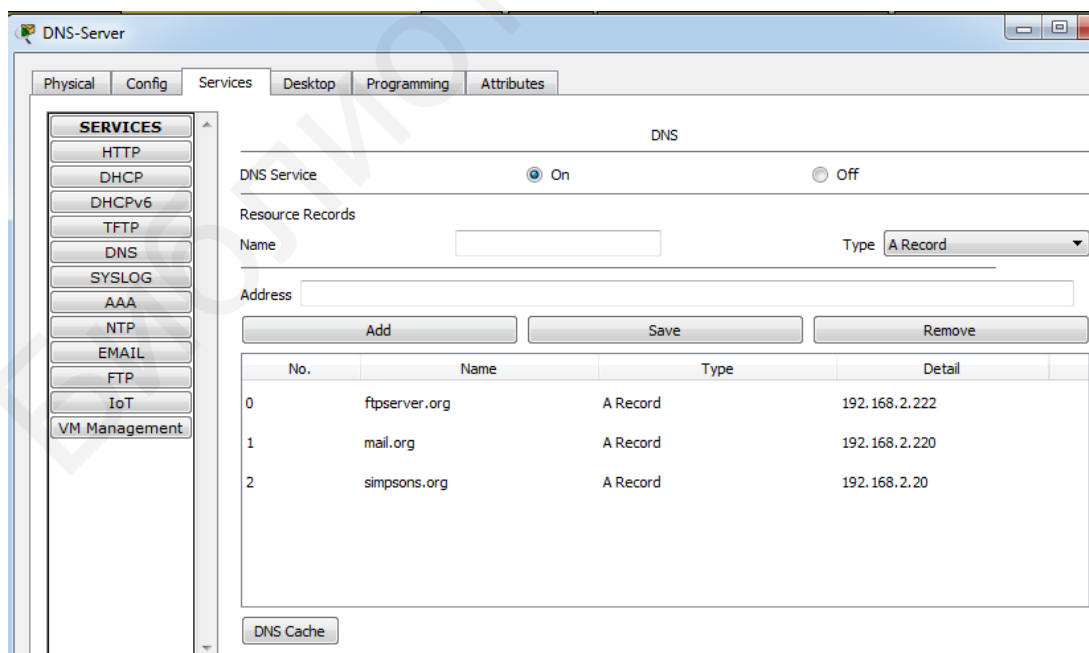 DNS-Server
Physical Config Services Desktop Programming Attributes
SERVICES
HTTP
DHCP
DHCPv6
TFTP
DNS
SYSLOG
AAA
NTP
EMAIL
FTP
IoT
VM Management
DNS
DNS Service On Off
Resource Records
Name Type A Record
Address
Add Save Remove
No. Name Type Detail
0 ftpserver.org A Record 192.168.2.222
1 mail.org A Record 192.168.2.220
2 simpsons.org A Record 192.168.2.20
DNS Cache